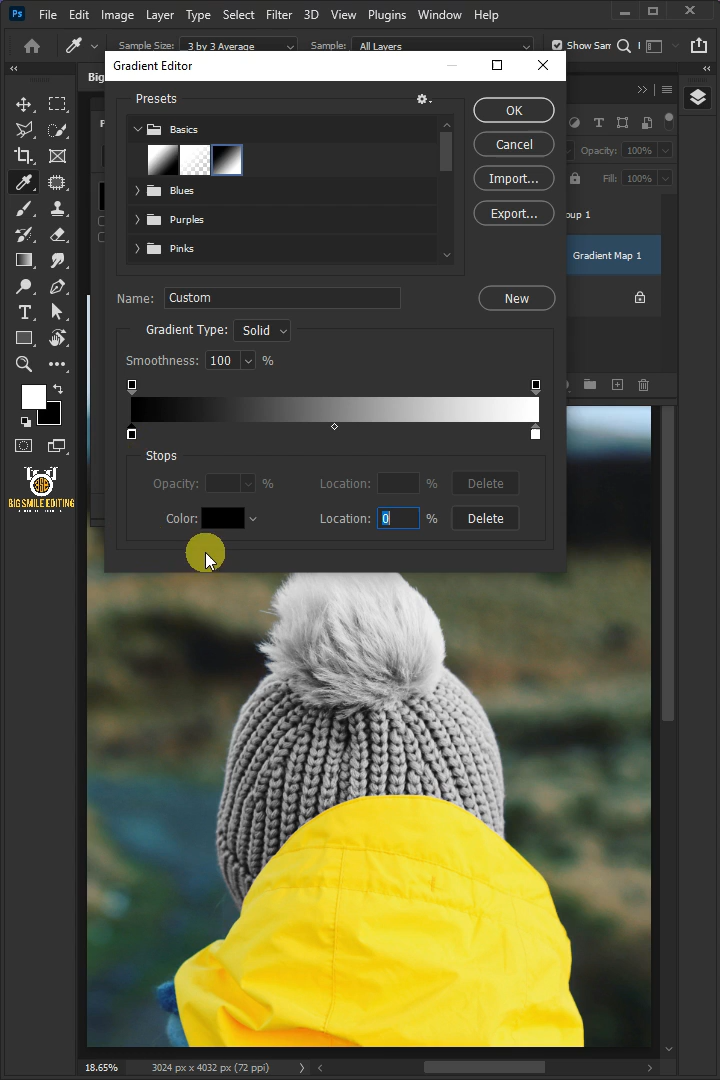 Ps File Edit Image Layer Type Select Filter 3D View Plugins Window Help
Sample Size: 3 by 3 Average Sample: All Layers Show Sam
Gradient Editor
Presets
Basics
Blues
Purples
Pinks
OK
Cancel
Import...
Export...
Opacity: 100%
Fill: 100%
Gradient Map 1
Name: Custom
New
Gradient Type: Solid
Smoothness: 100 %
Stops
Opacity: % Location: % Delete
Color: Location: 0 % Delete
BIG SMILE EDITING
18.65% 3024 px x 4032 px (72 ppi)